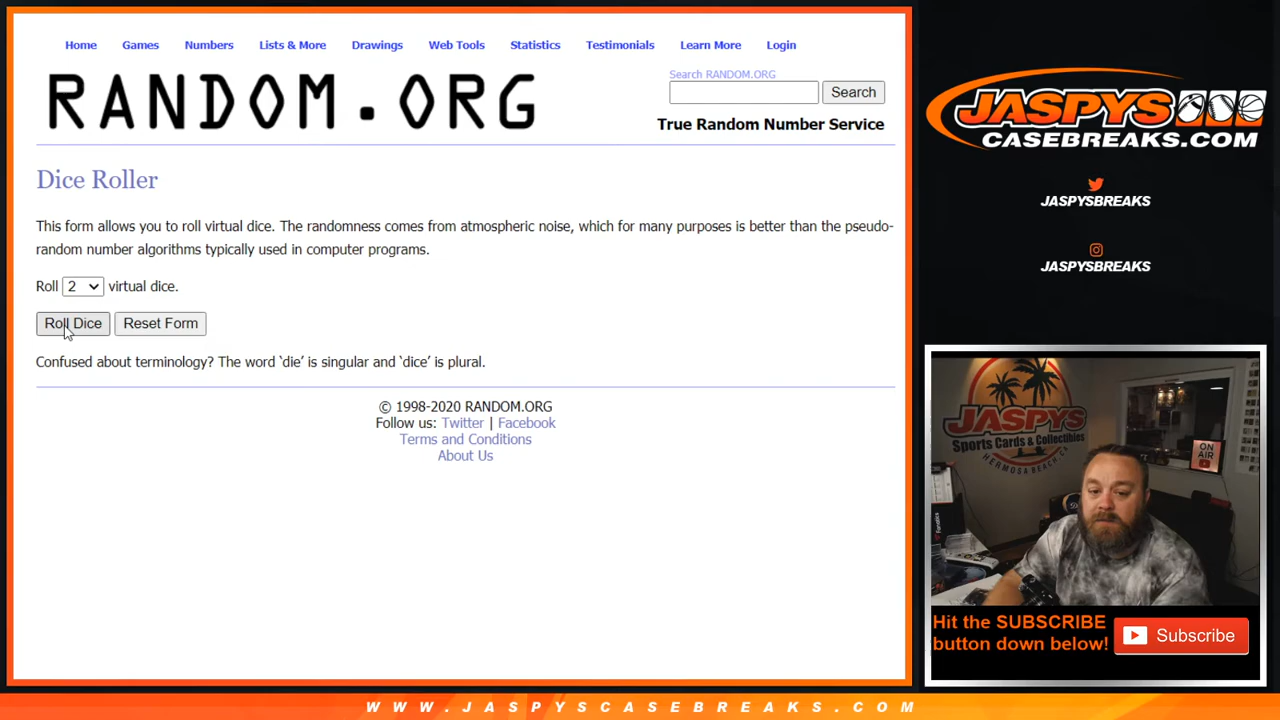 Home Games Numbers Lists & More Drawings Web Tools Statistics Testimonials Learn More Login
RANDOM.ORG
Search RANDOM.ORG
Search
True Random Number Service
Dice Roller
This form allows you to roll virtual dice. The randomness comes from atmospheric noise, which for many purposes is better than the pseudo-
random number algorithms typically used in computer programs.
Roll 2 virtual dice.
Roll Dice Reset Form
Confused about terminology? The word ‘die’ is singular and ‘dice’ is plural.
© 1998-2020 RANDOM.ORG
Follow us: Twitter | Facebook
Terms and Conditions
About Us
JASPYS
CASEBREAKS.COM
JASPYSBREAKS
JASPYSBREAKS
JASPYS
Sports Cards & Collectibles
HERMOSA BEACH, CA
ON
AIR
Fanatics
Hit the SUBSCRIBE
button down below!
Subscribe
WWW.JASPYSCASEBREAKS.COM